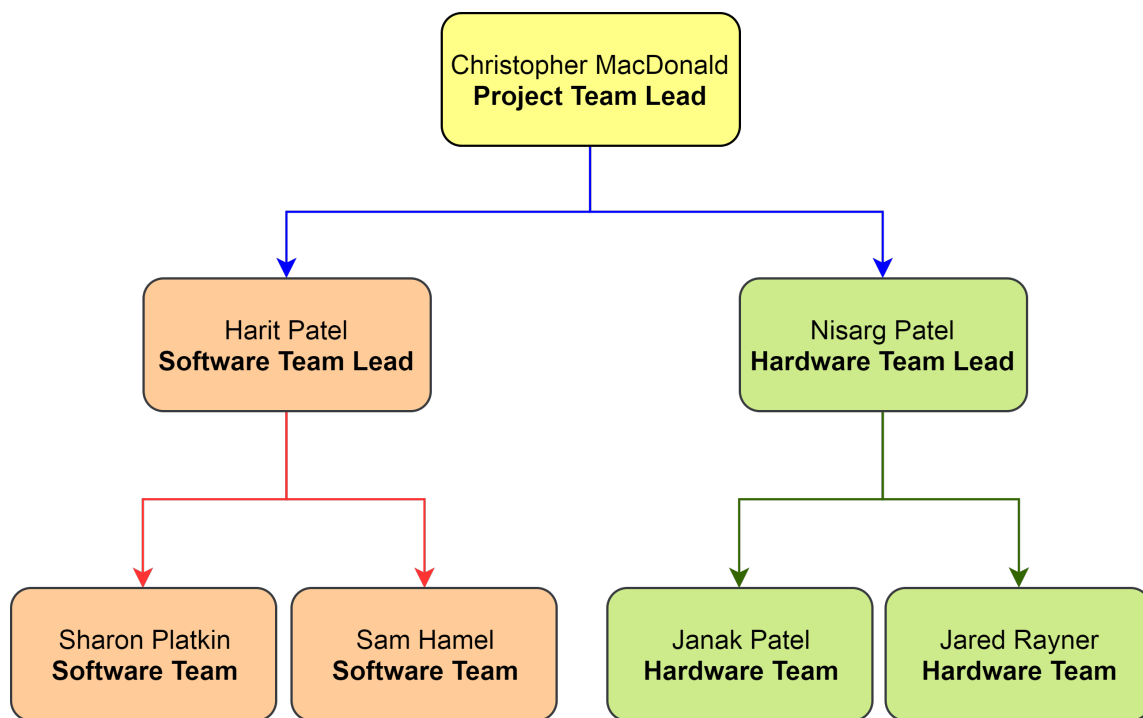 Christopher MacDonald
Project Team Lead
Harit Patel
Software Team Lead
Nisarg Patel
Hardware Team Lead
Sharon Platkin
Software Team
Sam Hamel
Software Team
Janak Patel
Hardware Team
Jared Rayner
Hardware Team